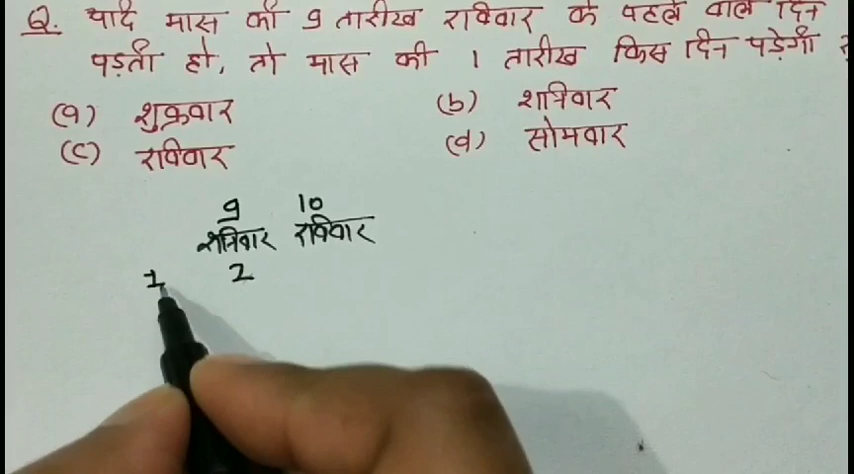 Q. यदि मास की 9 तारीख रविवार के पहले वाले दिन
पड़ती हो, तो मास की 1 तारीख किस दिन पड़ेगी
(a) शुक्रवार (b) शनिवार
(c) रविवार (d) सोमवार
9 10
शनिवार रविवार
1 2